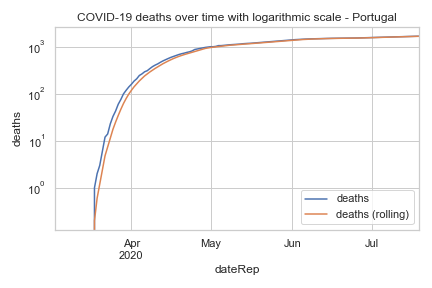 COVID-19 deaths over time with logarithmic scale - Portugal
deaths
10³
10²
10¹
10⁰
Apr
2020
May
Jun
Jul
dateRep
deaths
deaths (rolling)